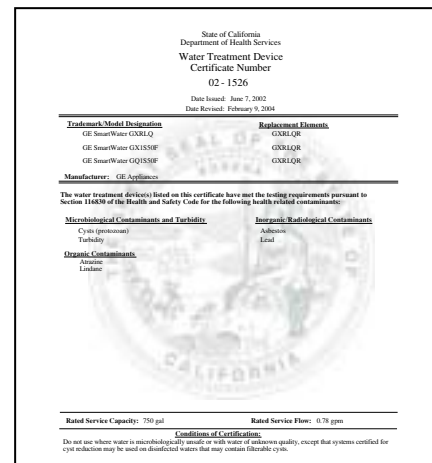 State of California
Department of Health Services
Water Treatment Device
Certificate Number
02 - 1526
Date Issued: June 7, 2002
Date Revised: February 9, 2004
Trademark/Model Designation Replacement Elements
GE SmartWater GXRLQ GXRLQR
GE SmartWater GX1S50F GXRLQR
GE SmartWater GQ1S50F GXRLQR
Manufacturer: GE Appliances
The water treatment device(s) listed on this certificate have met the testing requirements pursuant to
Section 116830 of the Health and Safety Code for the following health related contaminants:
Microbiological Contaminants and Turbidity Inorganic/Radiological Contaminants
Cysts (protozoan) Asbestos
Turbidity Lead
Organic Contaminants
Atrazine
Lindane
Rated Service Capacity: 750 gal Rated Service Flow: 0.78 gpm
Conditions of Certification:
Do not use where water is microbiologically unsafe or with water of unknown quality, except that systems certified for
cyst reduction may be used on disinfected waters that may contain filterable cysts.
CALIFORNIA